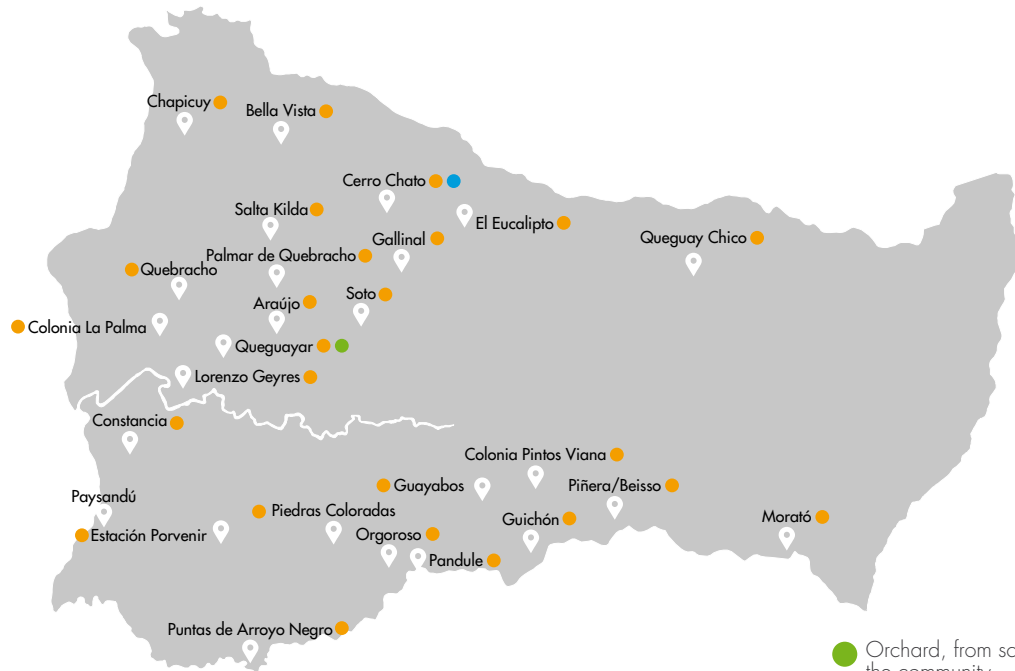 Chapicuy
Bella Vista
Cerro Chato
Salta Kilda
El Eucalipto
Gallinal
Queguay Chico
Palmar de Quebracho
Quebracho
Soto
Araújo
Colonia La Palma
Queguayar
Lorenzo Geyres
Constancia
Colonia Pintos Viana
Guayabos
Piñera/Beisso
Paysandú
Piedras Coloradas
Guichón
Morató
Estación Porvenir
Orgoroso
Pandule
Puntas de Arroyo Negro
Orchard, from
the community